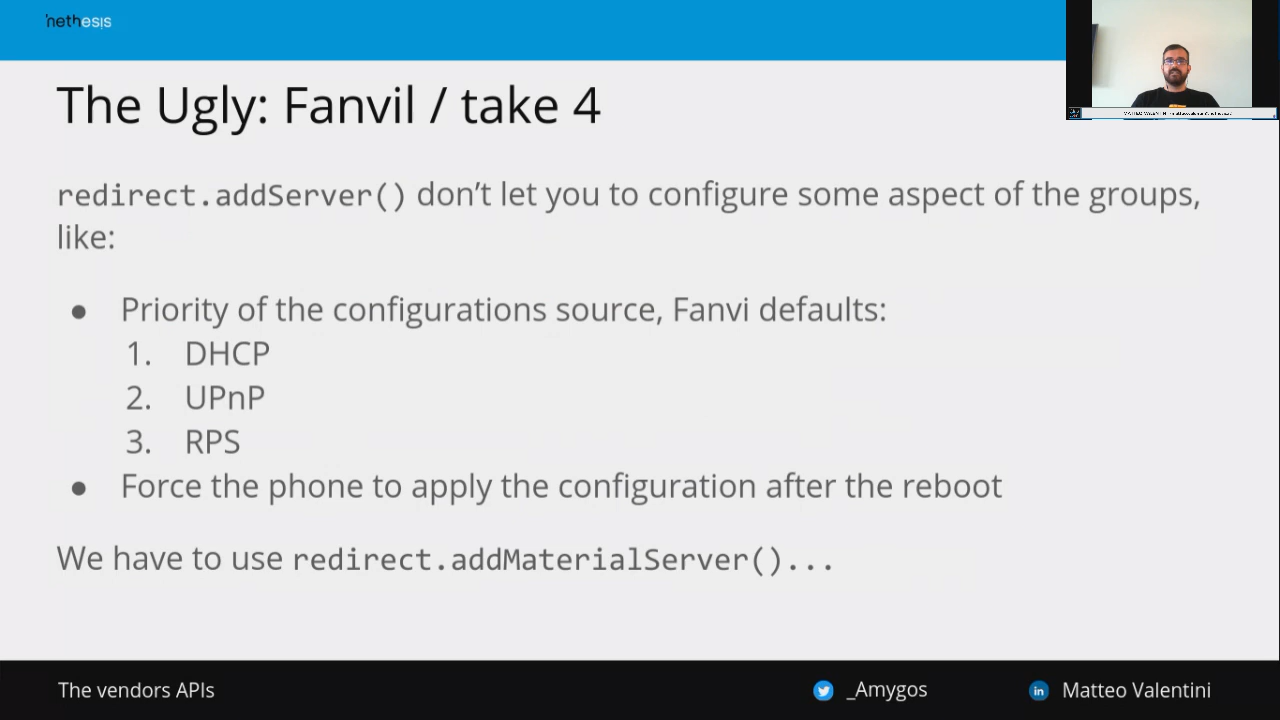 nethesis
The Ugly: Fanvil / take 4
redirect.addServer() don't let you to configure some aspect of the groups,
like:
● Priority of the configurations source, Fanvi defaults:
1. DHCP
2. UPnP
3. RPS
● Force the phone to apply the configuration after the reboot
We have to use redirect.addMaterialServer()...
The vendors APIs
_Amygos
in
Matteo Valentini